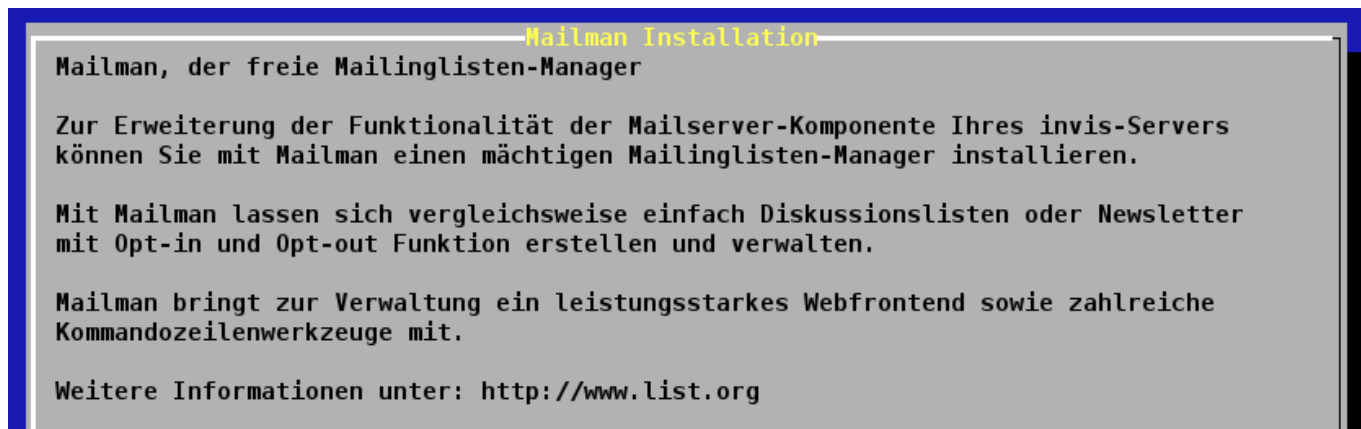 Mailman Installation
Mailman, der freie Mailinglisten-Manager
Zur Erweiterung der Funktionalität der Mailserver-Komponente Ihres invis-Servers
können Sie mit Mailman einen mächtigen Mailinglisten-Manager installieren.
Mit Mailman lassen sich vergleichsweise einfach Diskussionslisten oder Newsletter
mit Opt-in und Opt-out Funktion erstellen und verwalten.
Mailman bringt zur Verwaltung ein leistungsstarkes Webfrontend sowie zahlreiche
Kommandozeilenwerkzeuge mit.
Weitere Informationen unter: http://www.list.org